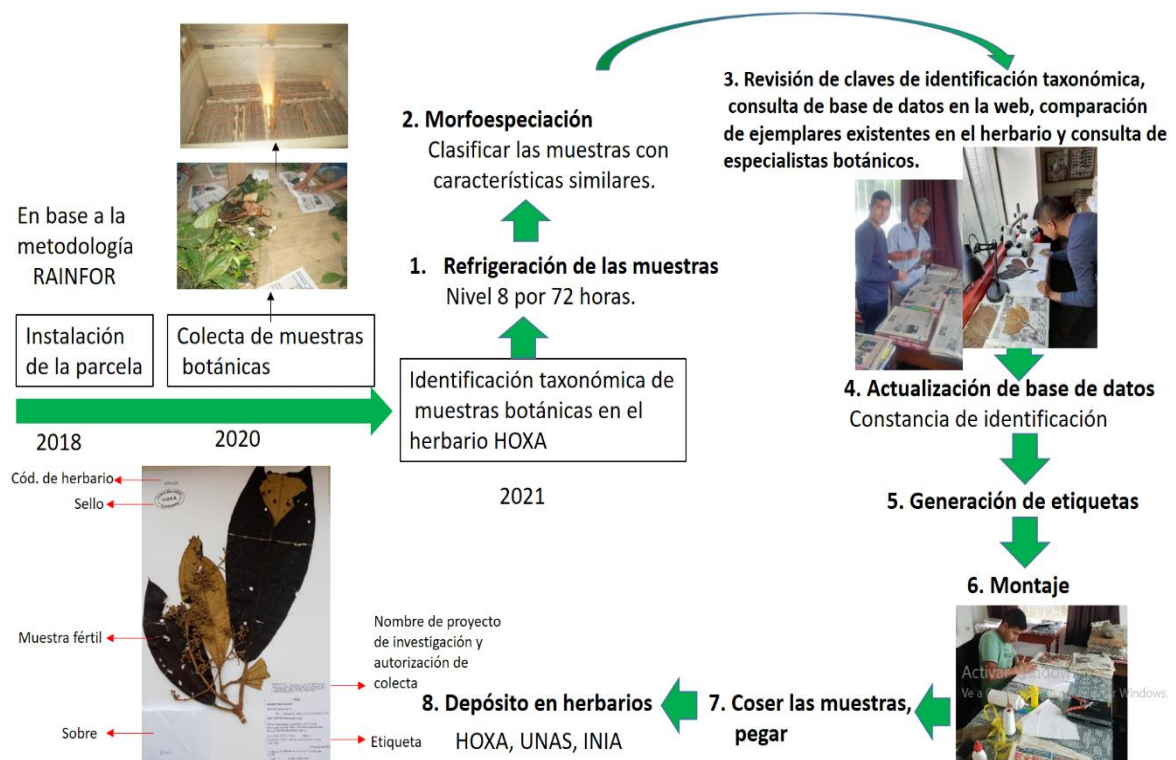 En base a la
metodología
RAINFOR
Instalación
de la parcela
Colecta de muestras
botánicas
2018
2020
Identificación taxonómica de
muestras botánicas en el
herbario HOXA
2021
1. Refrigeración de las muestras
Nivel 8 por 72 horas.
2. Morfoespeciación
Clasificar las muestras con
características similares.
3. Revisión de claves de identificación taxonómica,
consulta de base de datos en la web, comparación
de ejemplares existentes en el herbario y consulta de
especialistas botánicos.
4. Actualización de base de datos
Constancia de identificación
5. Generación de etiquetas
6. Montaje
Activar Windows
Ve a
Windows.
7. Coser las muestras,
pegar
8. Depósito en herbarios
HOXA, UNAS, INIA
Cód. de herbario
Sello
HOXA
Muestra fértil
Sobre
Nombre de proyecto
de investigación y
autorización de
colecta
Etiqueta